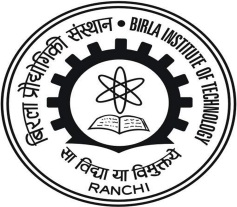 बिरला प्रौद्योगिकी संस्थान • BIRLA INSTITUTE OF TECHNOLOGY
सा विद्या या विमुक्तये
RANCHI